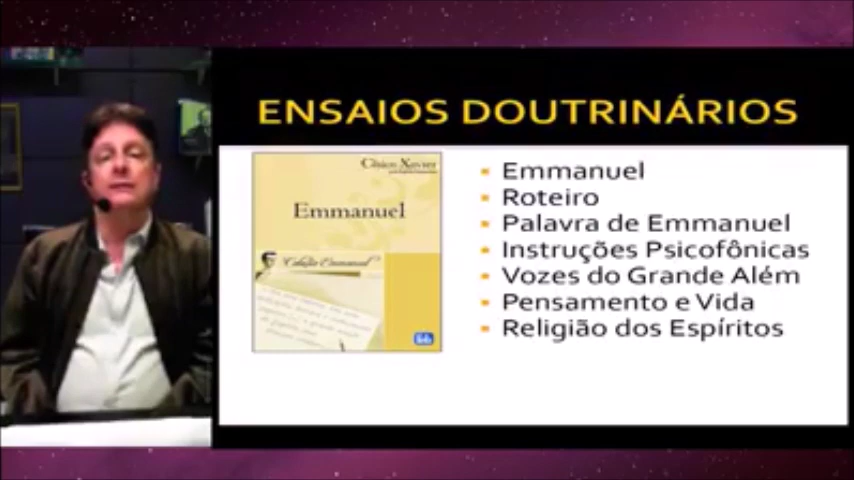 ENSAIOS DOUTRINÁRIOS
Chico Xavier
Emmanuel
"Coleção Emmanuel"
feb
Emmanuel
Roteiro
Palavra de Emmanuel
Instruções Psicofônicas
Vozes do Grande Além
Pensamento e Vida
Religião dos Espíritos